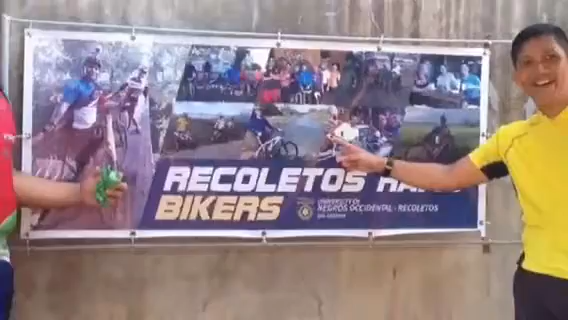 RECOLETOS
BIKERS
UNIVERSITY OF
NEGROS OCCIDENTAL - RECOLETOS